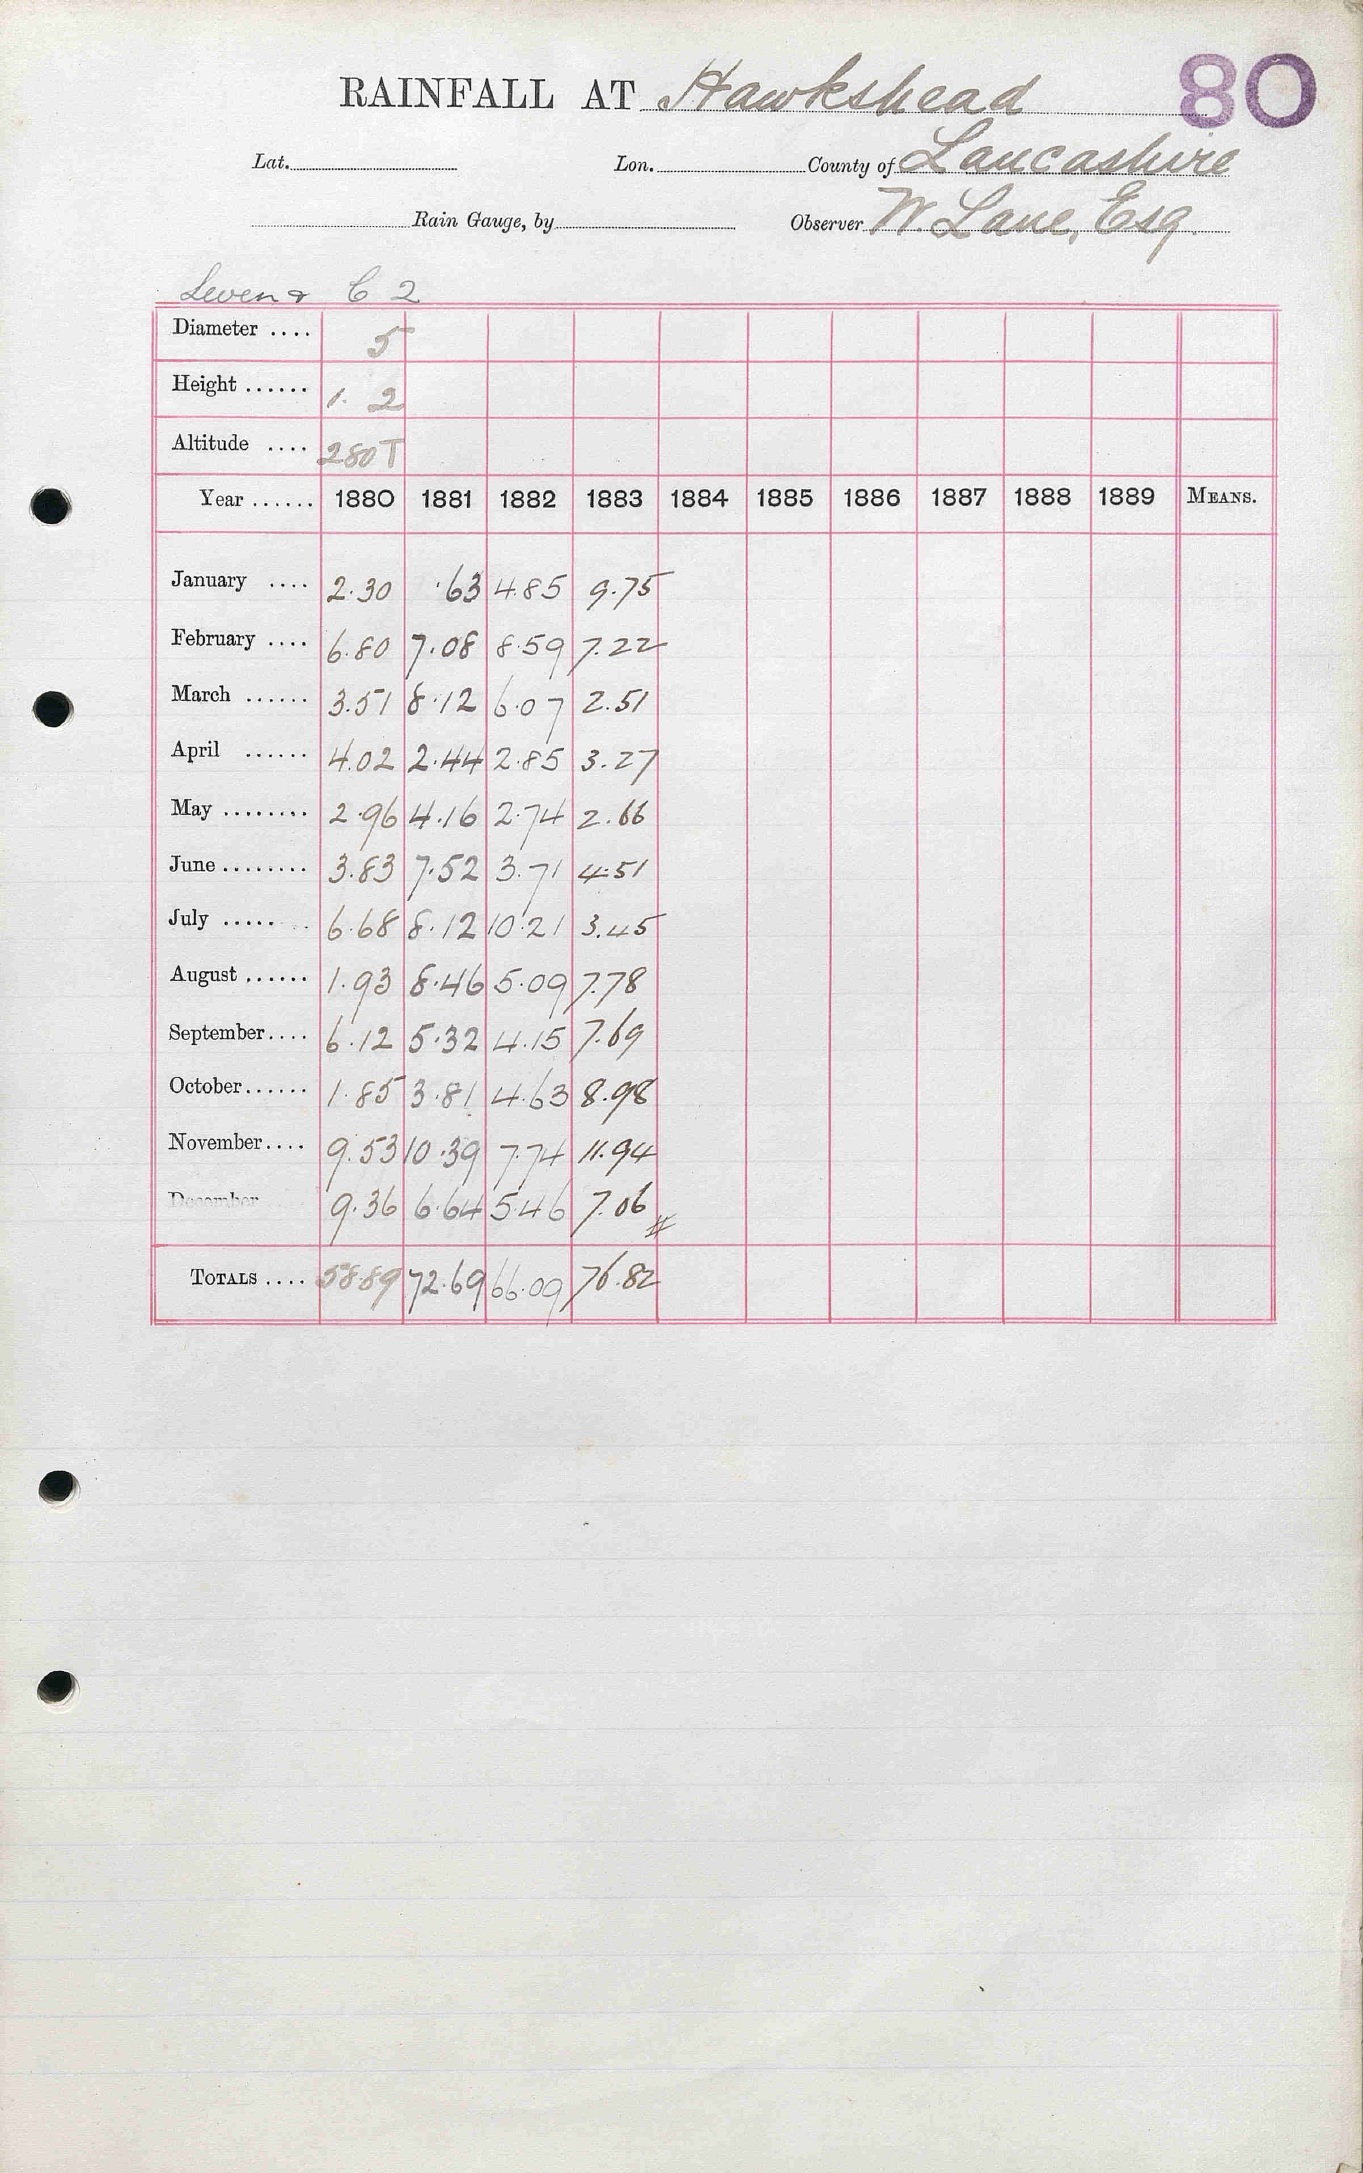 RAINFALL AT Hawkshead 80
Lat. Lon. County of Lancashire
Rain Gauge, by Observer W. Lane, Esq.
Leven & C 2
Diameter .... 5
Height ...... 1. 2
Altitude .... 280 T
Year ...... 1880 1881 1882 1883 1884 1885 1886 1887 1888 1889 MEANS.
January .... 2.30 .63 4.85 9.75
February .... 6.80 7.08 8.59 7.22
March ...... 3.51 8.12 6.07 2.51
April ...... 4.02 2.44 2.85 3.27
May ........ 2.96 4.16 2.74 2.66
June ........ 3.83 7.52 3.71 4.51
July ........ 6.68 8.12 10.21 3.45
August ...... 1.93 8.46 5.09 7.78
September.... 6.12 5.32 4.15 7.69
October...... 1.85 3.81 4.63 8.98
November.... 9.53 10.39 7.74 11.94
December 9.36 6.64 5.46 7.06 #
TOTALS .... 58.89 72.69 66.09 76.82